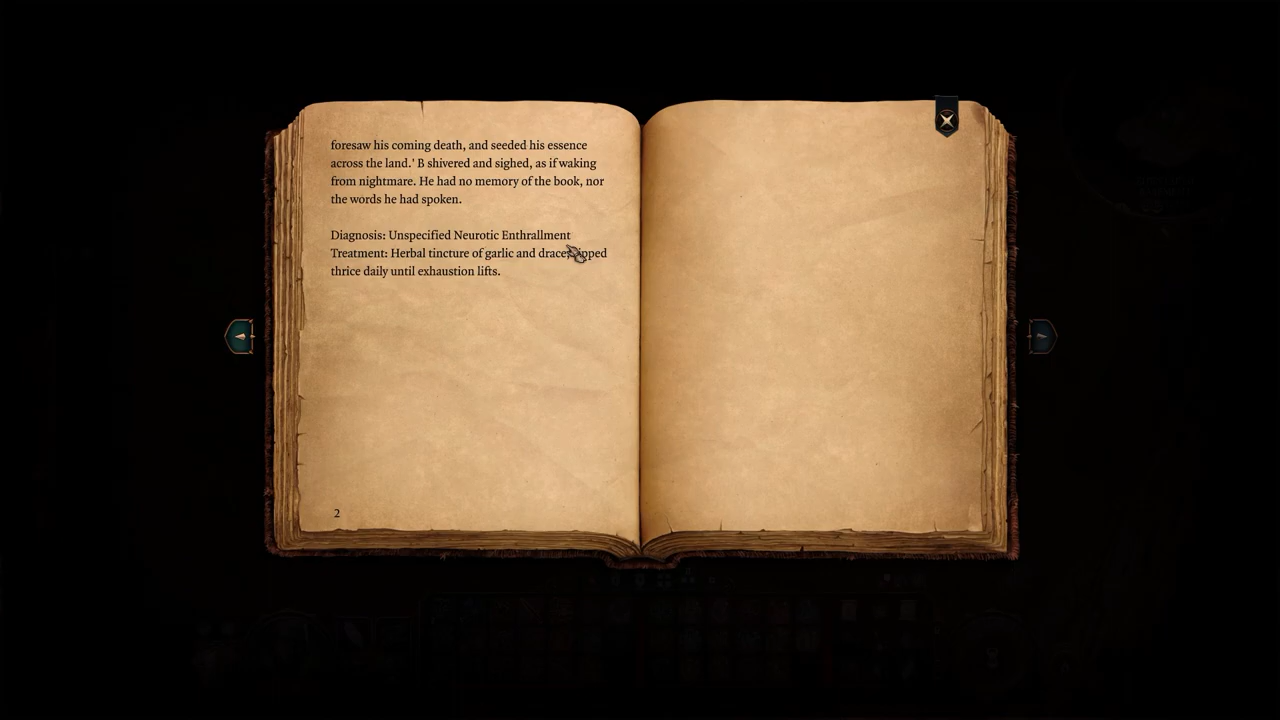 foresaw his coming death, and seeded his essence
across the land.' B shivered and sighed, as if waking
from nightmare. He had no memory of the book, nor
the words he had spoken.
Diagnosis: Unspecified Neurotic Enthrallment
Treatment: Herbal tincture of garlic and
thrice daily until exhaustion lifts.
2